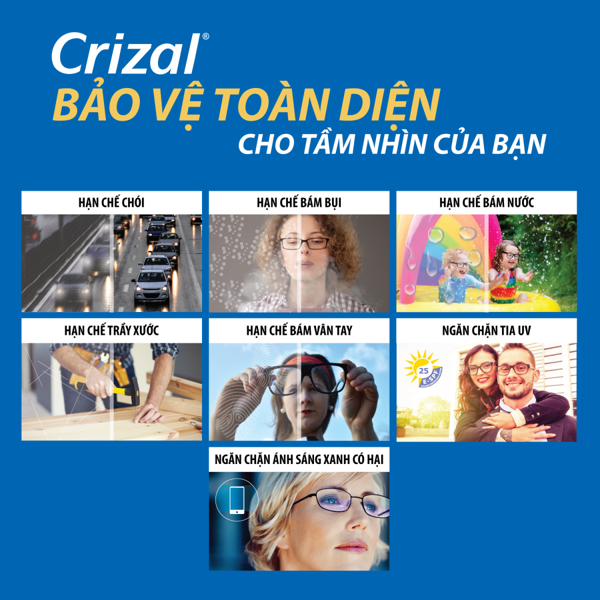 Crizal®
BẢO VỆ TOÀN DIỆN
CHO TẦM NHÌN CỦA BẠN
HẠN CHẾ CHÓI
HẠN CHẾ BÁM BỤI
HẠN CHẾ BÁM NƯỚC
HẠN CHẾ TRẦY XƯỚC
HẠN CHẾ BÁM VÂN TAY
NGĂN CHẶN TIA UV
25
E-SPF
NGĂN CHẶN ÁNH SÁNG XANH CÓ HẠI